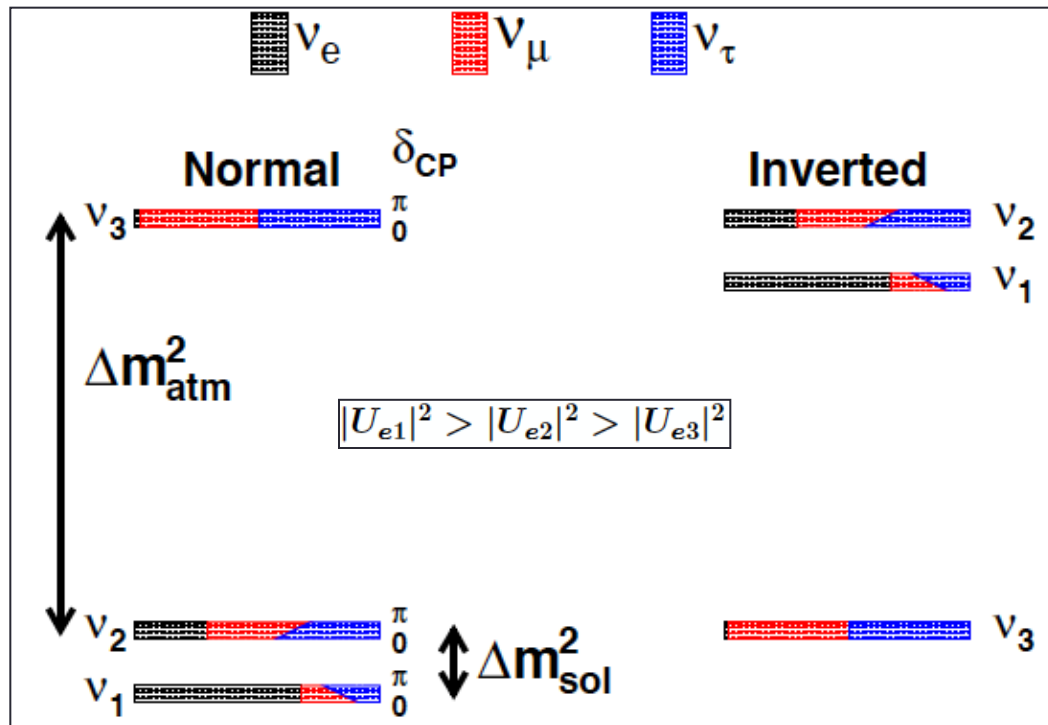 νe νμ ντ
Normal δCP Inverted
ν3 π 0 ν2
ν1
Δm²atm
|Ue1|² > |Ue2|² > |Ue3|²
ν2 π 0 ν3
Δm²sol
ν1 π 0